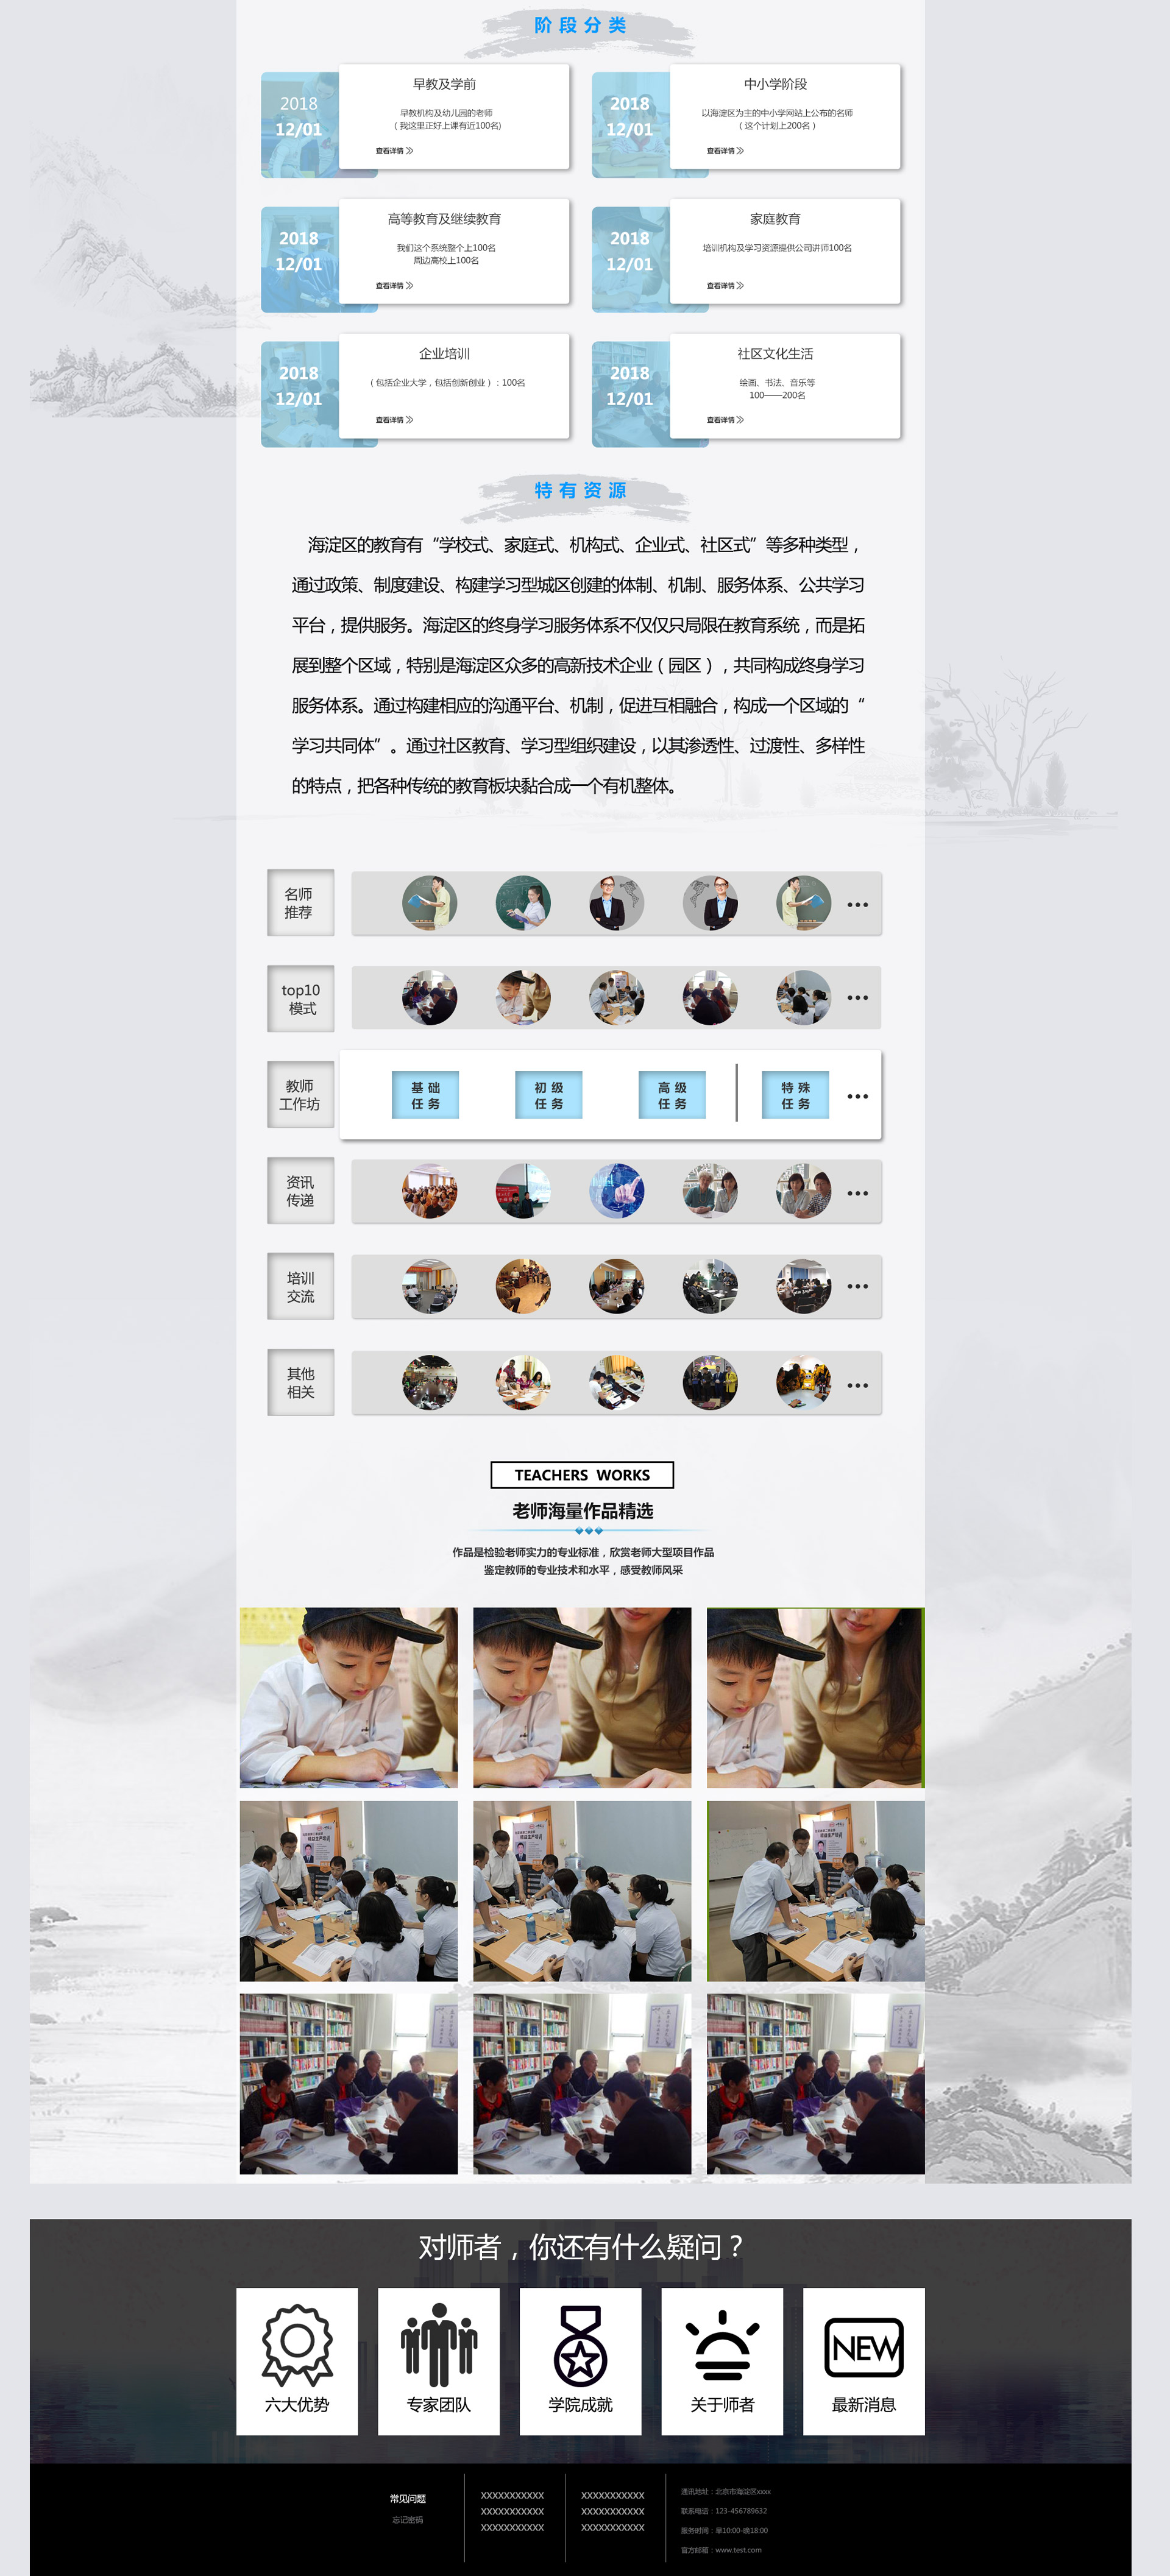 阶段分类
2018
12/01
早教及学前
早教机构及幼儿园的老师
（我这里正好上课有近100名）
查看详情
2018
12/01
中小学阶段
以海淀区为主的中小学网站上公布的名师
（这个计划上200名）
查看详情
2018
12/01
高等教育及继续教育
我们这个系统整个上100名
周边高校上100名
查看详情
2018
12/01
家庭教育
培训机构及学习资源提供公司讲师100名
查看详情
2018
12/01
企业培训
（包括企业大学，包括创新创业）：100名
查看详情
2018
12/01
社区文化生活
绘画、书法、音乐等
100——200名
查看详情
特有资源
海淀区的教育有“学校式、家庭式、机构式、企业式、社区式”等多种类型，
通过政策、制度建设、构建学习型城区创建的体制、机制、服务体系、公共学习
平台，提供服务。海淀区的终身学习服务体系不仅仅只局限在教育系统，而是拓
展到整个区域，特别是海淀区众多的高新技术企业（园区），共同构成终身学习
服务体系。通过构建相应的沟通平台、机制，促进互相融合，构成一个区域的“
学习共同体”。通过社区教育、学习型组织建设，以其渗透性、过渡性、多样性
的特点，把各种传统的教育板块黏合成一个有机整体。
名师
推荐
top10
模式
教师
工作坊
基础
任务
初级
任务
高级
任务
特殊
任务
资讯
传递
培训
交流
其他
相关
TEACHERS WORKS
老师海量作品精选
作品是检验老师实力的专业标准，欣赏老师大型项目作品
鉴定教师的专业技术和水平，感受教师风采
对师者，你还有什么疑问？
六大优势
专家团队
学院成就
关于师者
NEW
最新消息
常见问题
忘记密码
XXXXXXXXXXX
XXXXXXXXXXX
XXXXXXXXXXX
XXXXXXXXXXX
XXXXXXXXXXX
XXXXXXXXXXX
通讯地址：北京市海淀区xxxx
联系电话：123-456789632
服务时间：早10:00-晚18:00
官方邮箱：www.test.com